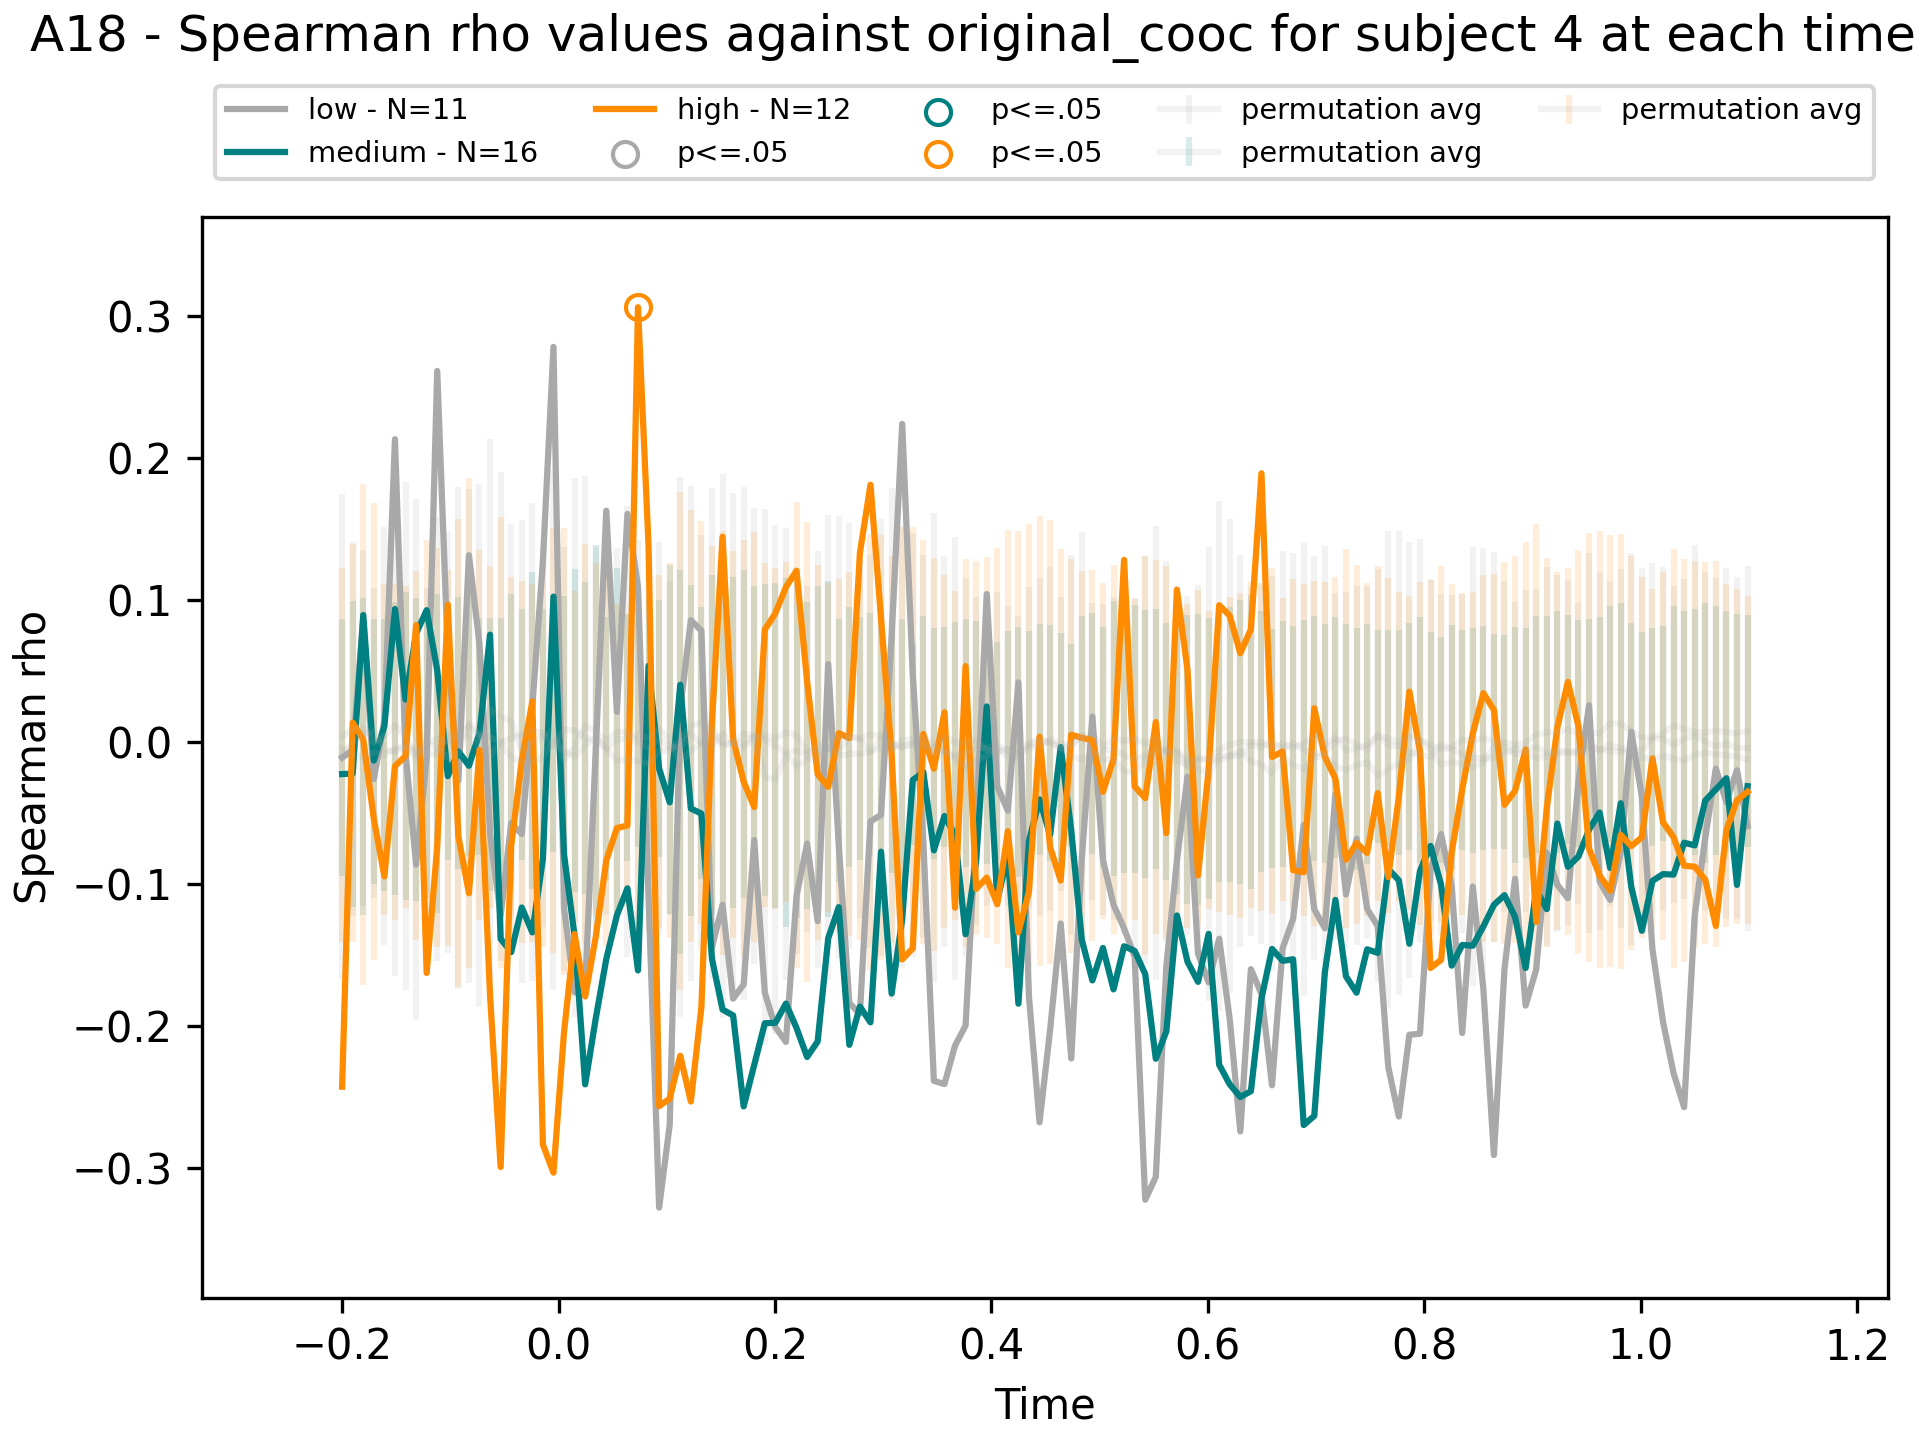 A18 - Spearman rho values against original_cooc for subject 4 at each time
low - N=11
medium - N=16
high - N=12
p<=.05
p<=.05
p<=.05
permutation avg
permutation avg
permutation avg
Spearman rho
0.3
0.2
0.1
0.0
−0.1
−0.2
−0.3
−0.2 0.0 0.2 0.4 0.6 0.8 1.0 1.2
Time